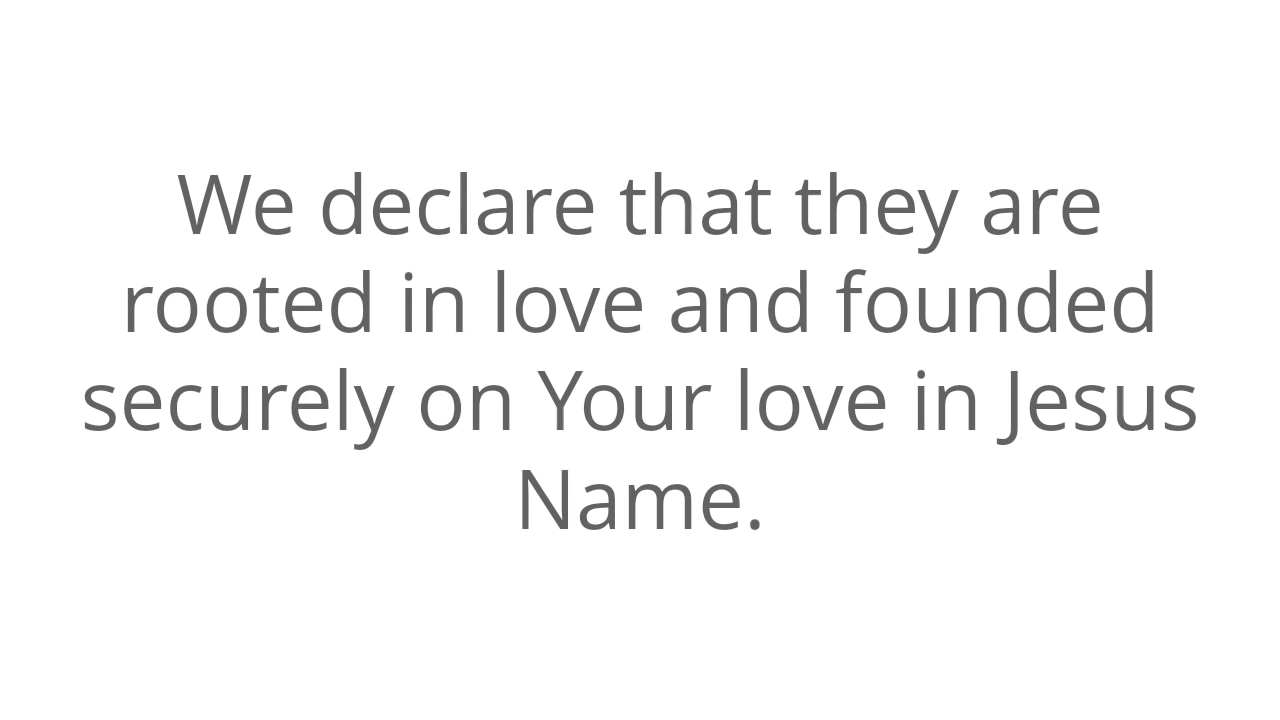 We declare that they are
rooted in love and founded
securely on Your love in Jesus
Name.